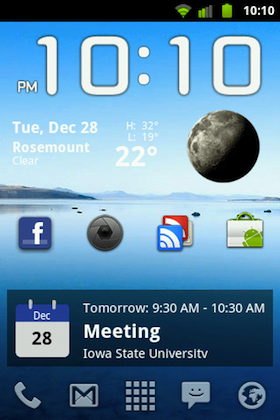 10:10
PM 10:10
Tue, Dec 28
H: 32°
Rosemount
L: 19°
Clear
22°
f
Dec
28
Tomorrow: 9:30 AM - 10:30 AM
Meeting
Iowa State University